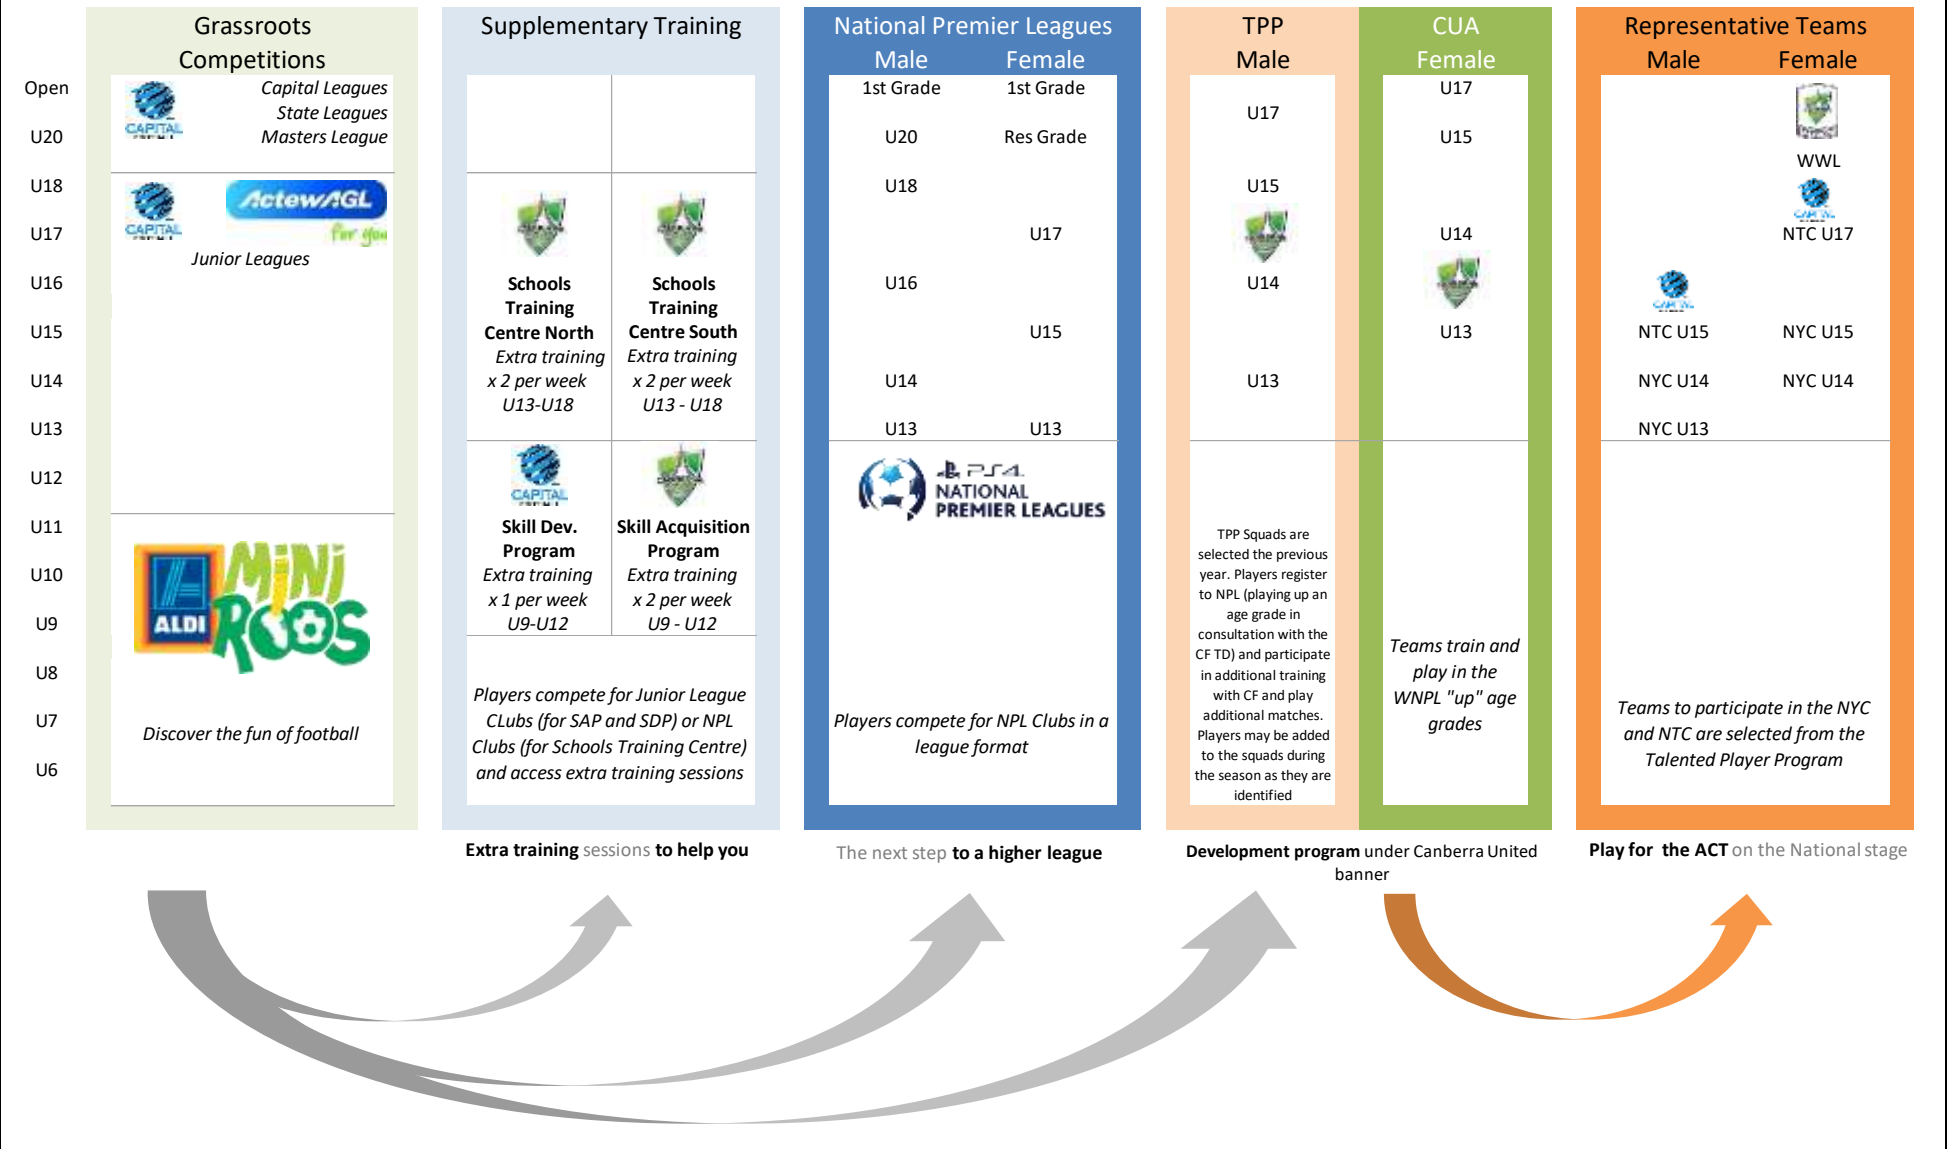 Grassroots
Competitions
Supplementary Training
National Premier Leagues
Male Female
TPP
Male
CUA
Female
Representative Teams
Male Female
Open
U20
U18
U17
U16
U15
U14
U13
U12
U11
U10
U9
U8
U7
U6
CAPITAL
Capital Leagues
State Leagues
Masters League
CAPITAL
ActewAGL
for you
Junior Leagues
ALDI
MiNi
ROOS
Discover the fun of football
Schools
Training
Centre North
Extra training
x 2 per week
U13-U18
Schools
Training
Centre South
Extra training
x 2 per week
U13 - U18
CAPITAL
Skill Dev.
Program
Extra training
x 1 per week
U9-U12
Skill Acquisition
Program
Extra training
x 2 per week
U9 - U12
Players compete for Junior League
CLubs (for SAP and SDP) or NPL
Clubs (for Schools Training Centre)
and access extra training sessions
1st Grade 1st Grade
U20 Res Grade
U18
U17
U16
U15
U14
U13 U13
PS4
NATIONAL
PREMIER LEAGUES
Players compete for NPL Clubs in a
league format
U17
U15
U14
U13
TPP Squads are
selected the previous
year. Players register
to NPL (playing up an
age grade in
consultation with the
CF TD) and participate
in additional training
with CF and play
additional matches.
Players may be added
to the squads during
the season as they are
identified
U17
U15
U14
U13
Teams train and
play in the
WNPL "up" age
grades
WWL
CAPITAL
NTC U17
CAPITAL
NTC U15 NYC U15
NYC U14 NYC U14
NYC U13
Teams to participate in the NYC
and NTC are selected from the
Talented Player Program
Extra training sessions to help you
The next step to a higher league
Development program under Canberra United
banner
Play for the ACT on the National stage